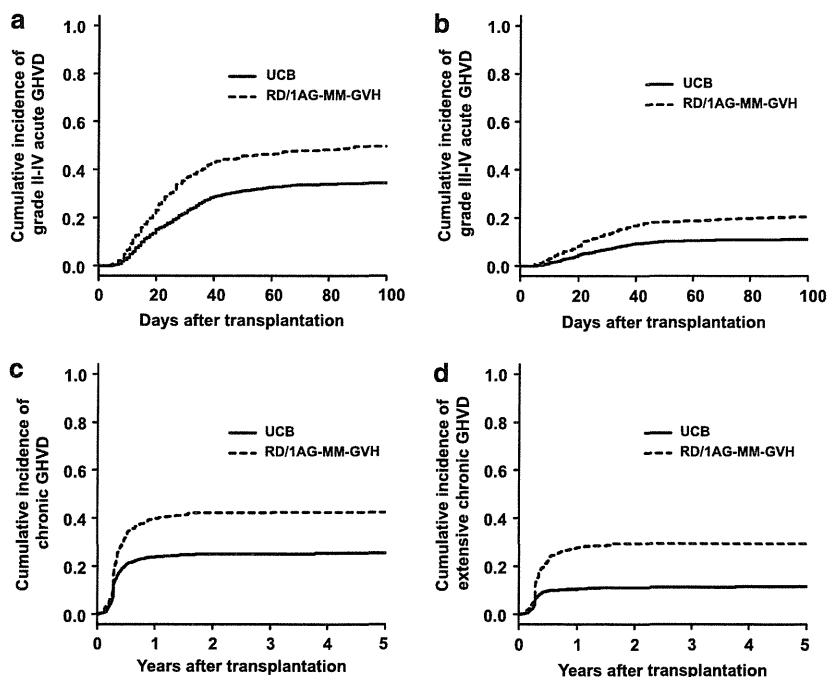 a
Cumulative incidence of
grade II-IV acute GHVD
1.0
0.8
0.6
0.4
0.2
0.0
UCB
RD/1AG-MM-GVH
0 20 40 60 80 100
Days after transplantation
b
Cumulative incidence of
grade III-IV acute GHVD
1.0
0.8
0.6
0.4
0.2
0.0
UCB
RD/1AG-MM-GVH
0 20 40 60 80 100
Days after transplantation
c
Cumulative incidence of
chronic GHVD
1.0
0.8
0.6
0.4
0.2
0.0
UCB
RD/1AG-MM-GVH
0 1 2 3 4 5
Years after transplantation
d
Cumulative incidence of
extensive chronic GHVD
1.0
0.8
0.6
0.4
0.2
0.0
UCB
RD/1AG-MM-GVH
0 1 2 3 4 5
Years after transplantation